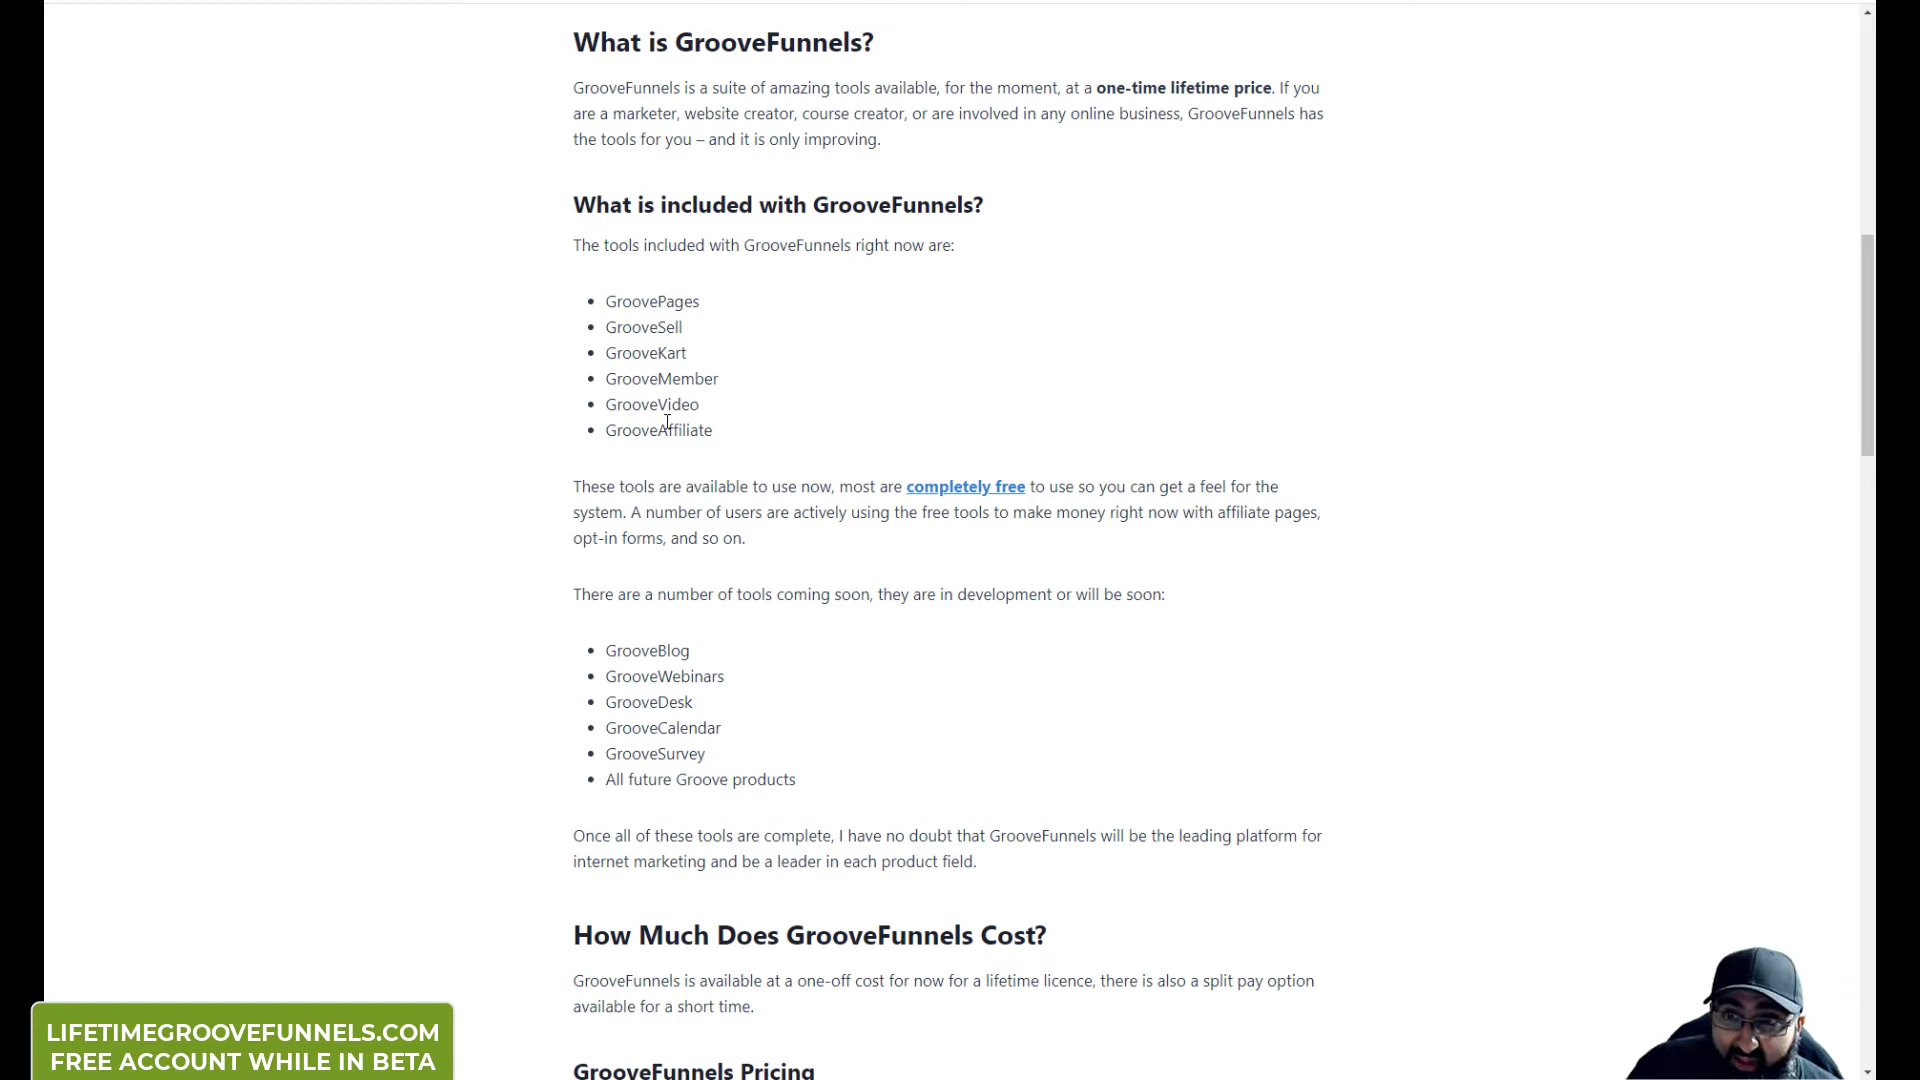 What is GrooveFunnels?
GrooveFunnels is a suite of amazing tools available, for the moment, at a one-time lifetime price. If you
are a marketer, website creator, course creator, or are involved in any online business, GrooveFunnels has
the tools for you – and it is only improving.
What is included with GrooveFunnels?
The tools included with GrooveFunnels right now are:
• GroovePages
• GrooveSell
• GrooveKart
• GrooveMember
• GrooveVideo
• GrooveAffiliate
These tools are available to use now, most are completely free to use so you can get a feel for the
system. A number of users are actively using the free tools to make money right now with affiliate pages,
opt-in forms, and so on.
There are a number of tools coming soon, they are in development or will be soon:
• GrooveBlog
• GrooveWebinars
• GrooveDesk
• GrooveCalendar
• GrooveSurvey
• All future Groove products
Once all of these tools are complete, I have no doubt that GrooveFunnels will be the leading platform for
internet marketing and be a leader in each product field.
How Much Does GrooveFunnels Cost?
GrooveFunnels is available at a one-off cost for now for a lifetime licence, there is also a split pay option
available for a short time.
GrooveFunnels Pricing
LIFETIMEGROOVEFUNNELS.COM
FREE ACCOUNT WHILE IN BETA